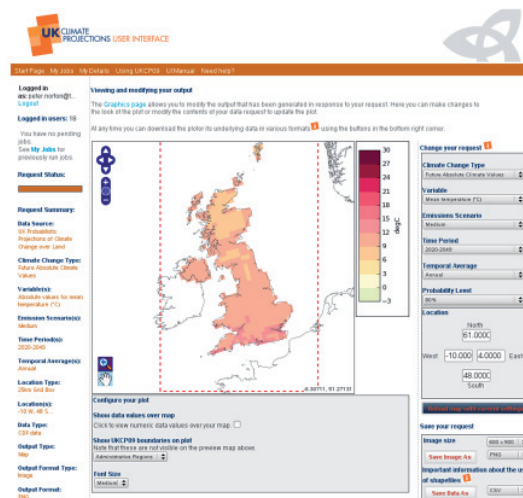 UK CLIMATE
PROJECTIONS USER INTERFACE
Start Page My Jobs My Details Using UKCP09 UI Manual Need help?
Logged in
as: peter.norton@t...
Logout
Logged in users: 18
You have no pending
jobs.
See My Jobs for
previously run jobs.
Request Status:
Request Summary:
Data Source:
UK Probabilistic
Projections of Climate
Change over Land
Climate Change Type:
Future Absolute Climate
Values
Variable(s):
Absolute values for mean
temperature (°C)
Emission Scenario(s):
Medium
Time Period(s):
2020-2049
Temporal Average(s):
Annual
Location Type:
25km Grid Box
Location(s):
-10 W, 48 S...
Data Type:
CDF data
Output Type:
Map
Output Format Type:
Image
Output Format:
PNG
Viewing and modifying your output
The Graphics page allows you to modify the output that has been generated in response to your request. Here you can make changes to
the look of the plot or modify the contents of your data request to update the plot.
At any time you can download the plot or its underlying data in various formats using the buttons in the bottom right corner.
30
27
24
21
18
15
12
9
6
3
0
-3
degC
Configure your plot
Show data values over map
Click to view numeric data values over your map.
Show UKCP09 boundaries on plot
Note that these are not visible on the preview map above.
Administrative Regions
Font Size
Medium
Change your request
Climate Change Type
Future Absolute Climate Values
Variable
Mean temperature (°C)
Emissions Scenario
Medium
Time Period
2020-2049
Temporal Average
Annual
Probability Level
90%
Location
North
61.0000
West -10.000 4.0000 East
48.0000
South
Save your request
Image size
600 x 900
Save Image As PNG
Important information about the us
of shapefiles
Save Data As CSV